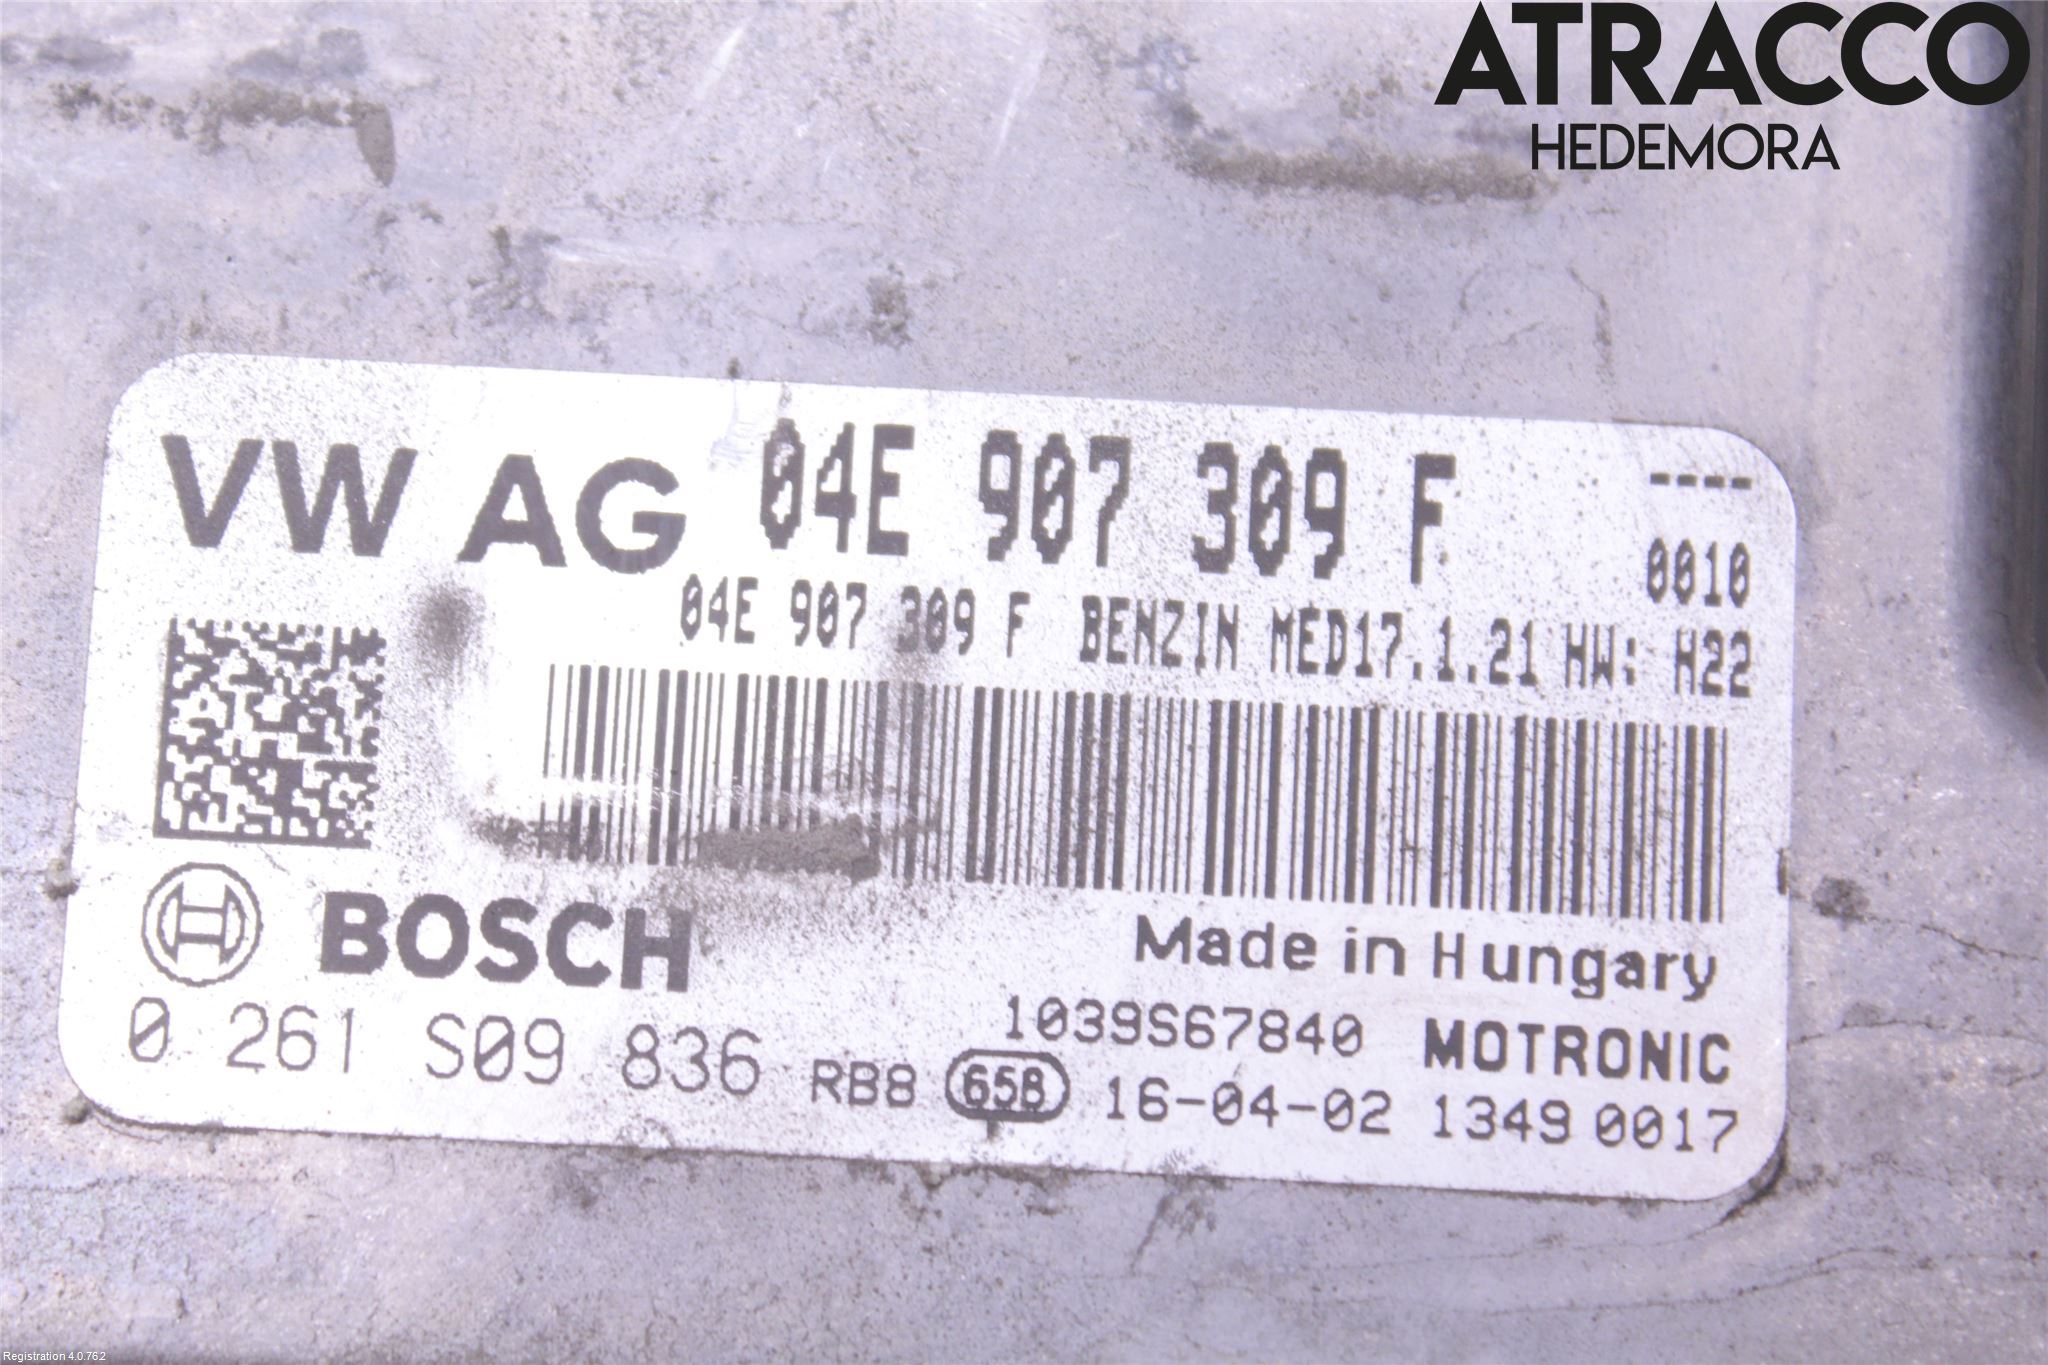 ATRACCO
HEDEMORA
VW AG 04E 907 309 F ----
0010
04E 907 309 F BENZIN MED17.1.21 HW: H22
BOSCH
Made in Hungary
1039S67840 MOTRONIC
0 261 S09 836 RB8 658 16-04-02 1349 0017
Registration 4.0.762